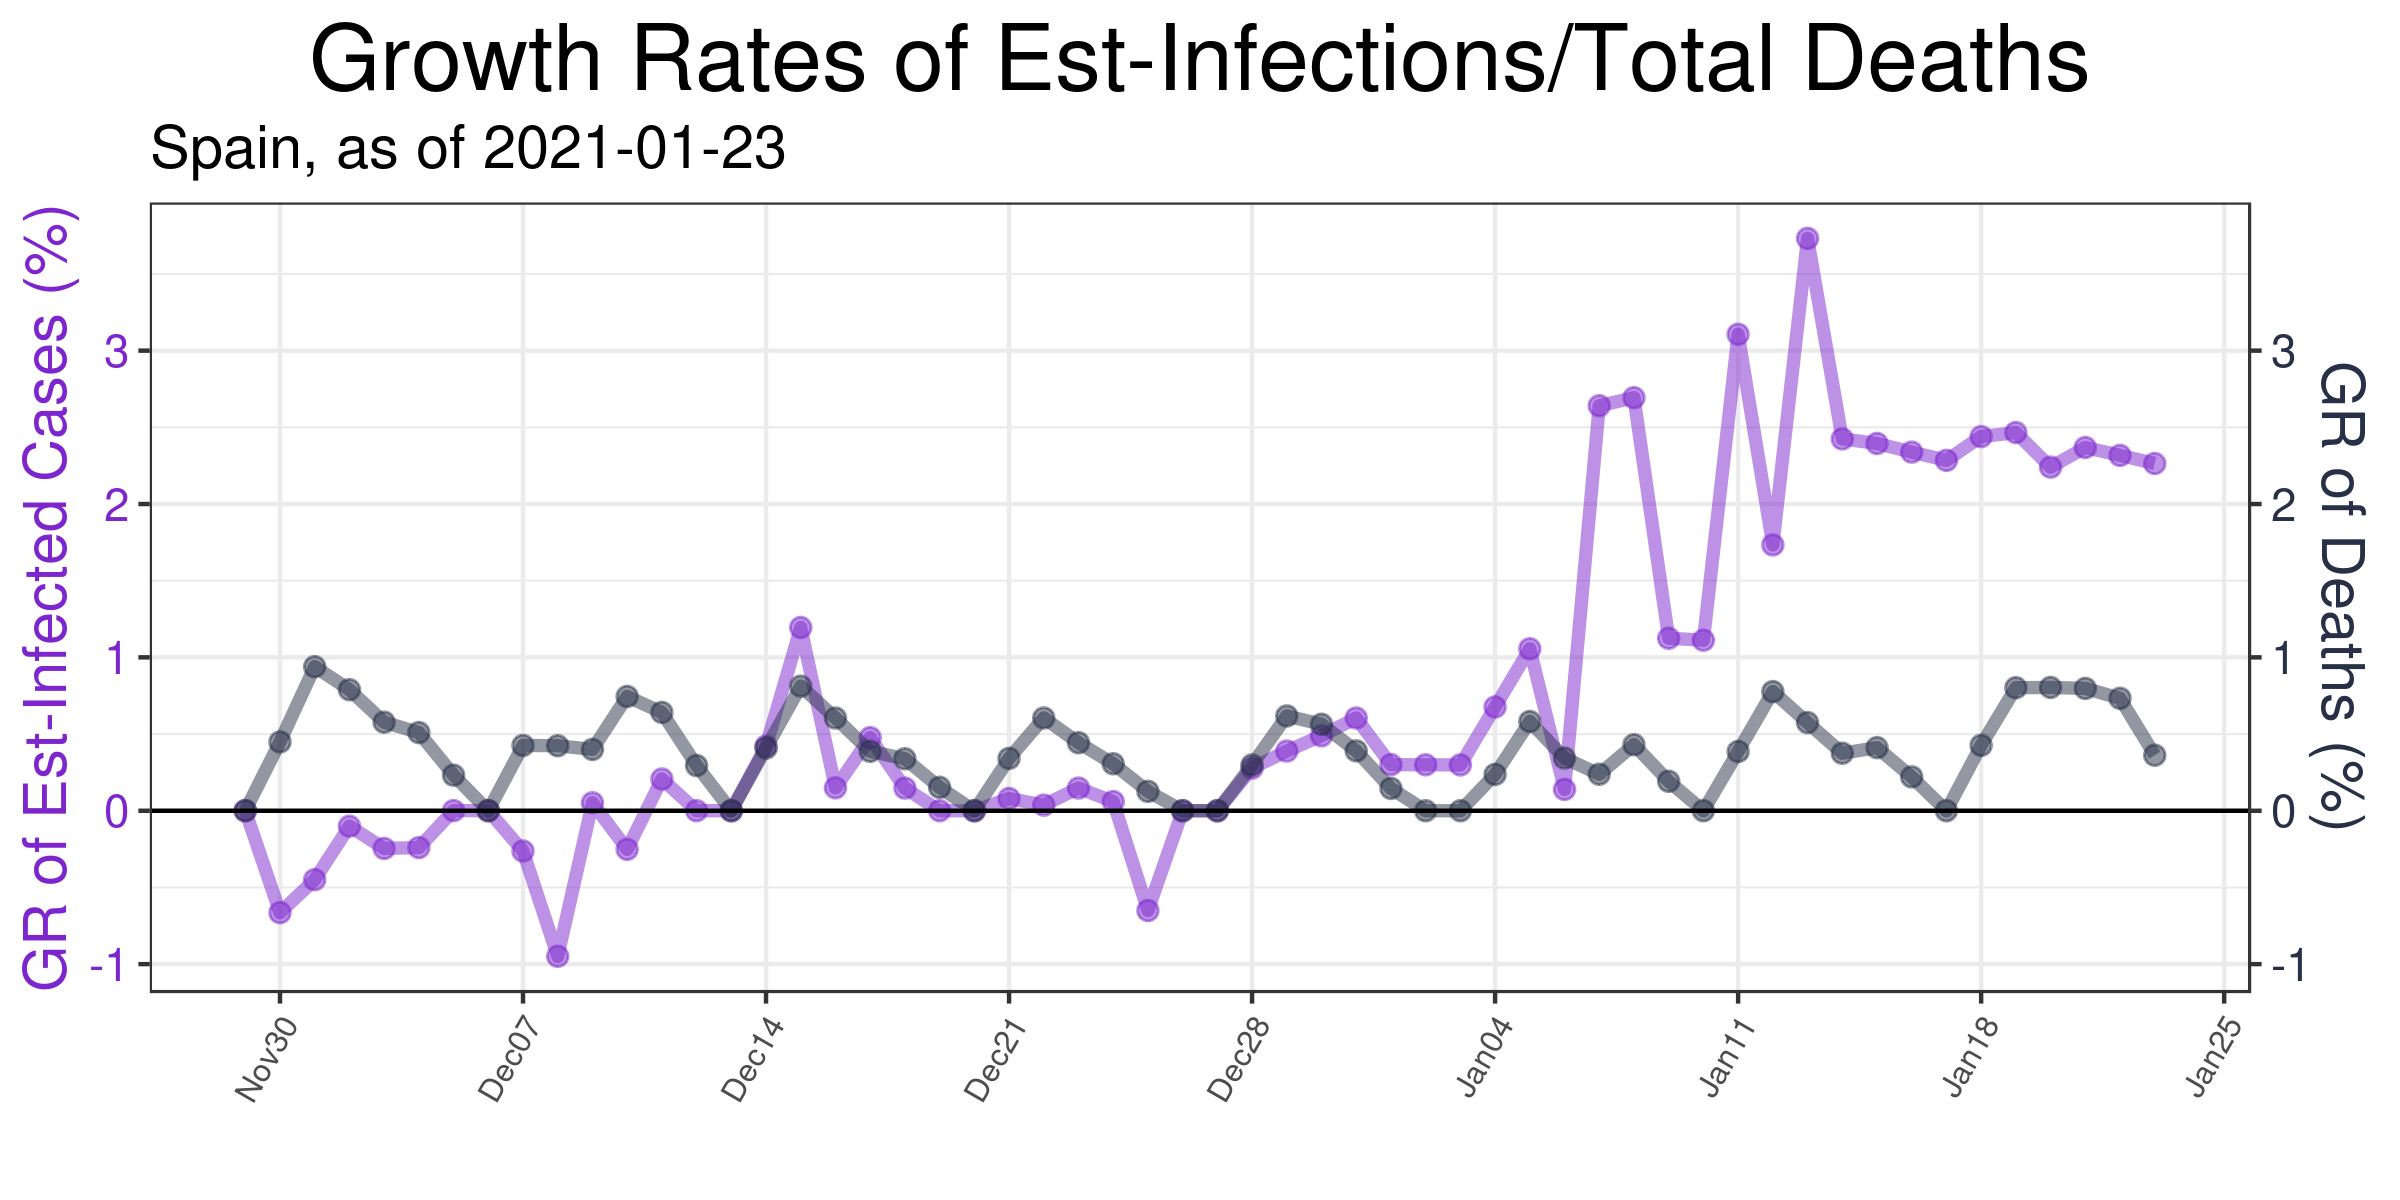 Growth Rates of Est-Infections/Total Deaths
Spain, as of 2021-01-23
GR of Est-Infected Cases (%)
3
2
1
0
-1
3
2
1
0
-1
GR of Deaths (%)
Nov30
Dec07
Dec14
Dec21
Dec28
Jan04
Jan11
Jan18
Jan25